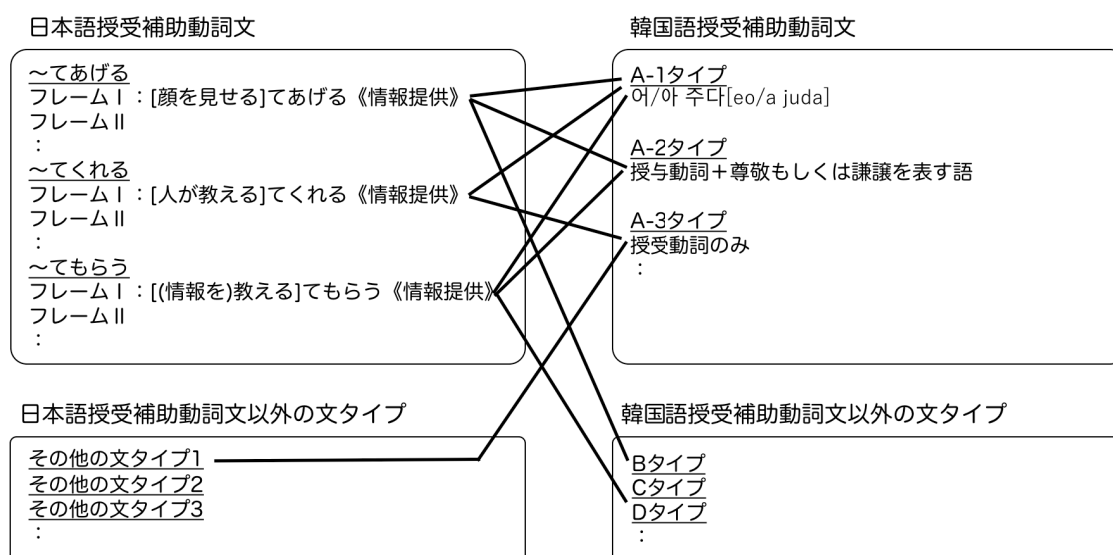 日本語授受補助動詞文
~てあげる
フレームⅠ：[顔を見せる]てあげる《情報提供》
フレームⅡ
：
~てくれる
フレームⅠ：[人が教える]てくれる《情報提供》
フレームⅡ
：
~てもらう
フレームⅠ：[(情報を)教える]てもらう《情報提供》
フレームⅡ
：
韓国語授受補助動詞文
A-1タイプ
어/아 주다[eo/a juda]
A-2タイプ
授与動詞＋尊敬もしくは謙譲を表す語
A-3タイプ
授受動詞のみ
：
日本語授受補助動詞文以外の文タイプ
その他の文タイプ1
その他の文タイプ2
その他の文タイプ3
：
韓国語授受補助動詞文以外の文タイプ
Bタイプ
Cタイプ
Dタイプ
：